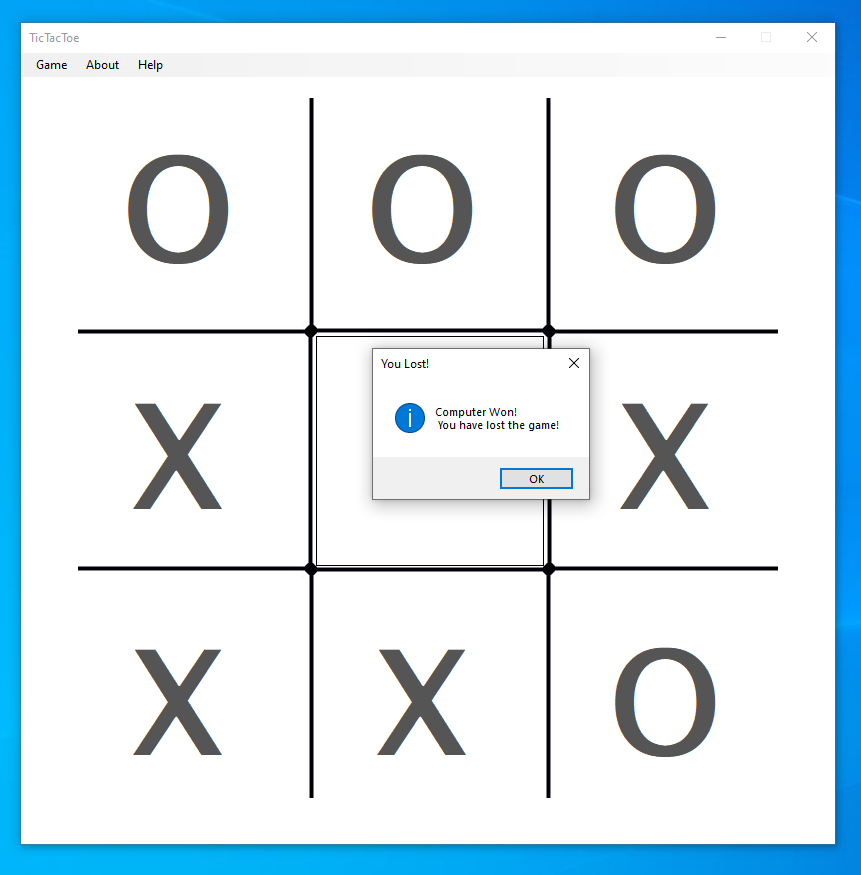 TicTacToe
Game About Help
O O O
You Lost!
Computer Won!
You have lost the game!
OK
X X
X X O